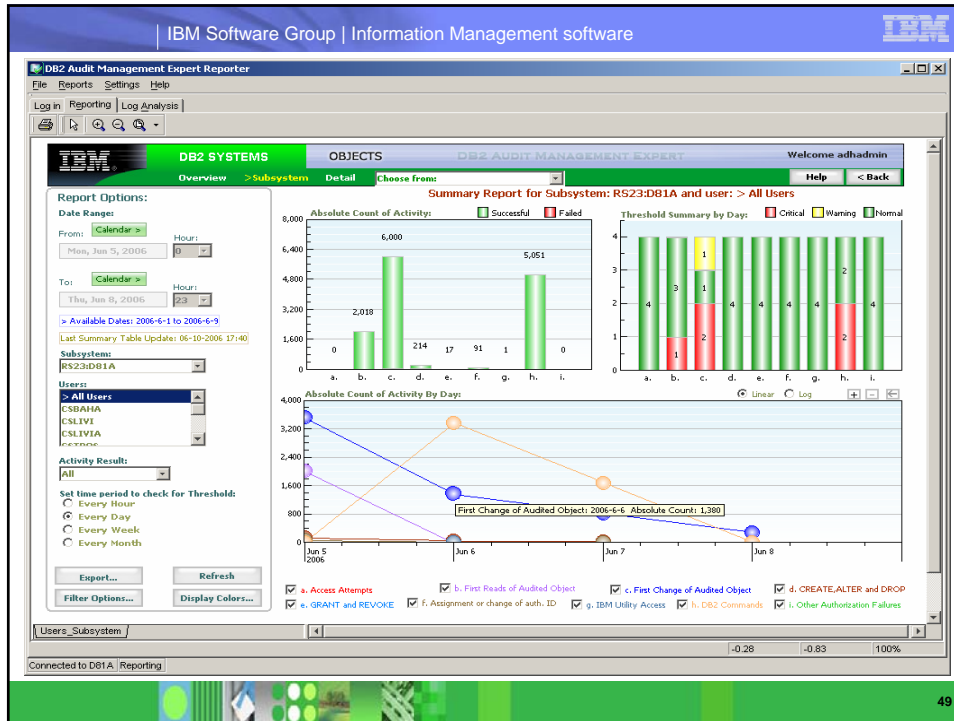 IBM Software Group | Information Management software
IBM
DB2 Audit Management Expert Reporter
File Reports Settings Help
Log in Reporting Log Analysis
IBM. DB2 SYSTEMS OBJECTS DB2 AUDIT MANAGEMENT EXPERT Welcome adhadmin
Overview >Subsystem Detail Choose from: Help < Back
Report Options:
Date Range:
From: Calendar > Hour:
Mon, Jun 5, 2006 0
To: Calendar > Hour:
Thu, Jun 8, 2006 23
> Available Dates: 2006-6-1 to 2006-6-9
Last Summary Table Update: 06-10-2006 17:40
Subsystem:
RS23:D81A
Users:
> All Users
CSBAHA
CSLIVI
CSLIVIA
Activity Result:
All
Set time period to check for Threshold:
Every Hour
Every Day
Every Week
Every Month
Export... Refresh
Filter Options... Display Colors...
Summary Report for Subsystem: RS23:D81A and user: > All Users
Absolute Count of Activity: Successful Failed
8,000
6,400
4,800
3,200
1,600
0
0 2,018 6,000 214 17 91 1 5,051 0
a. b. c. d. e. f. g. h. i.
Threshold Summary by Day: Critical Warning Normal
4
3
2
1
0
4 3 1 1 1 2 4 4 4 4 2 2 4
a. b. c. d. e. f. g. h. i.
Absolute Count of Activity By Day: Linear Log
4,000
3,200
2,400
1,600
800
0
First Change of Audited Object: 2006-6-6 Absolute Count: 1,380
Jun 5 Jun 6 Jun 7 Jun 8
2006
a. Access Attempts b. First Reads of Audited Object c. First Change of Audited Object d. CREATE,ALTER and DROP
e. GRANT and REVOKE f. Assignment or change of auth. ID g. IBM Utility Access h. DB2 Commands i. Other Authorization Failures
Users_Subsystem
-0.28 -0.83 100%
Connected to D81A Reporting
49